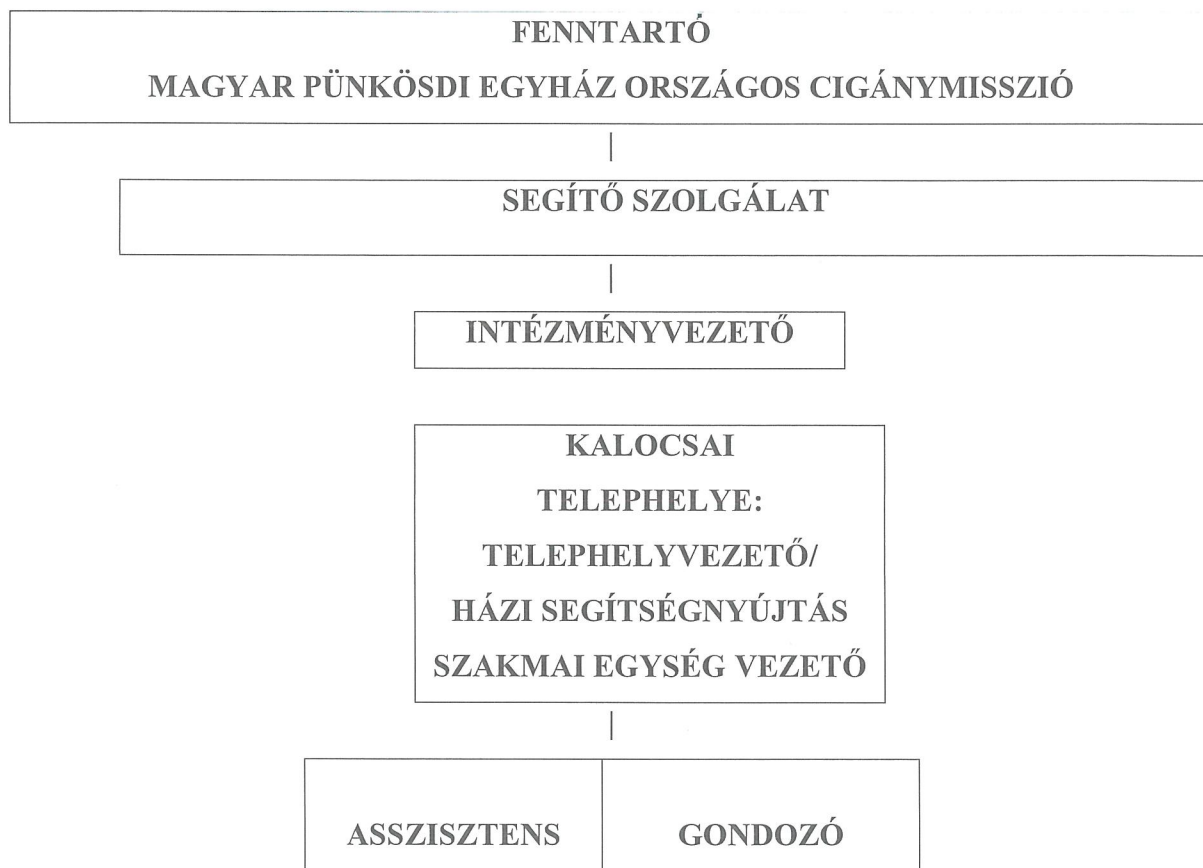 FENNTARTÓ
MAGYAR PÜNKÖSDI EGYHÁZ ORSZÁGOS CIGÁNYMISSZIÓ
SEGÍTŐ SZOLGÁLAT
INTÉZMÉNYVEZETŐ
KALOCSAI
TELEPHELYE:
TELEPHELYVEZETŐ/
HÁZI SEGÍTSÉGNYÚJTÁS
SZAKMAI EGYSÉG VEZETŐ
ASSZISZTENS GONDOZÓ